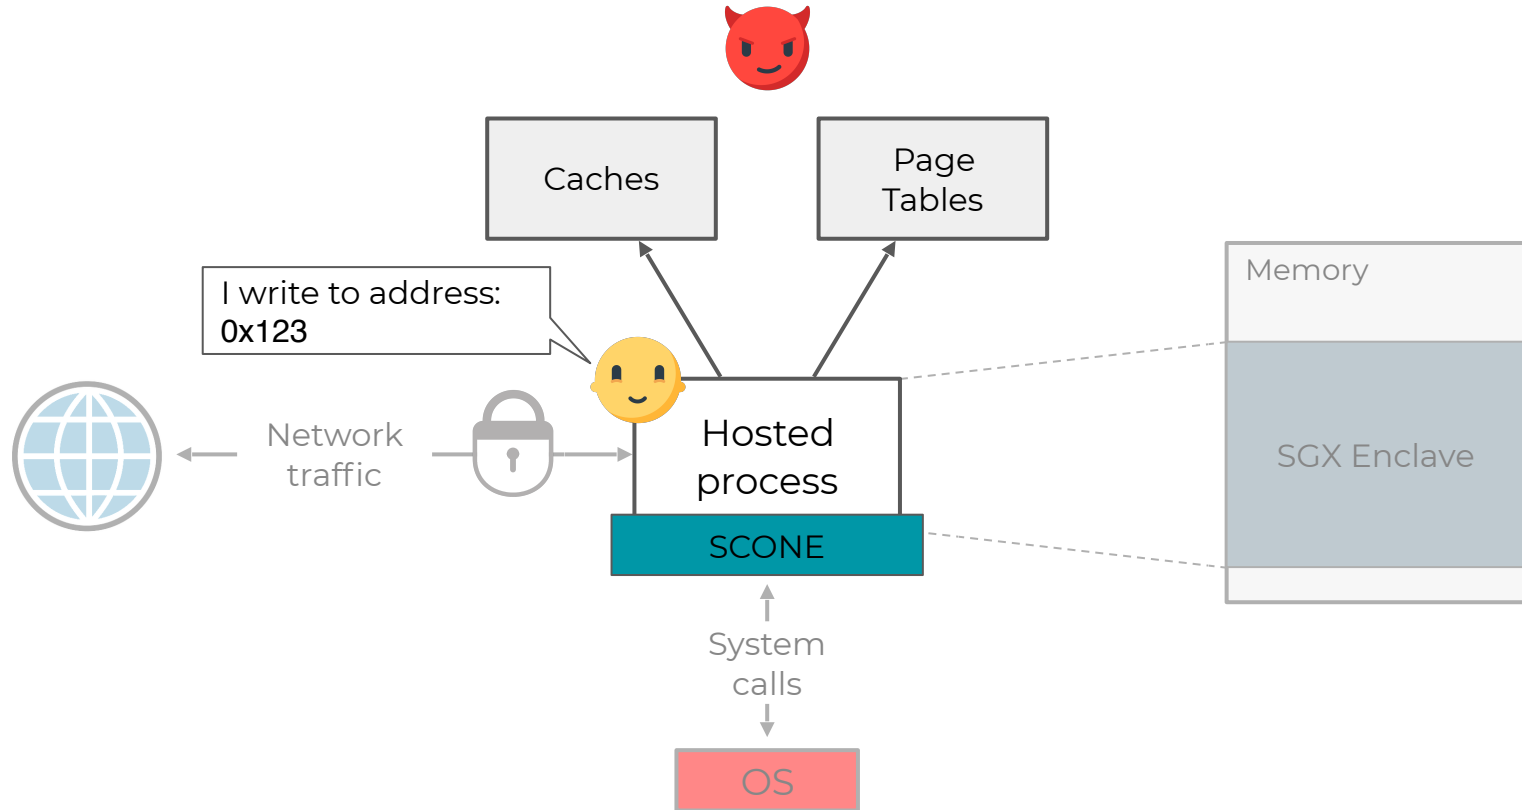 Caches
Page
Tables
I write to address:
0x123
Memory
Network
traffic
Hosted
process
SGX Enclave
SCONE
System
calls
OS